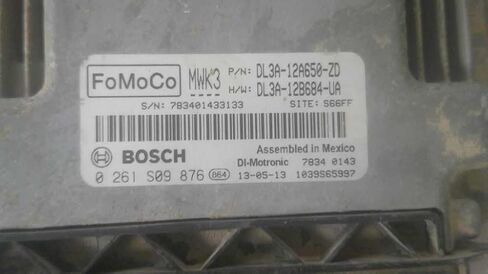 FoMoCo MWK3 P/N: DL3A-12A650-ZD
H/W: DL3A-12B684-UA
S/N: 783401433133 SITE: S66FF
BOSCH Assembled in Mexico
DI-Motronic 7834 0143
0 261 S09 876 864 13-05-13 1039S65997